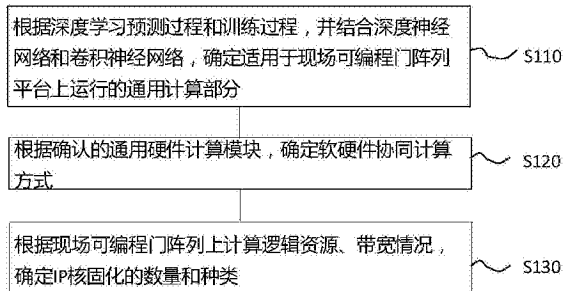 根据深度学习预测过程和训练过程，并结合深度神经
网络和卷积神经网络，确定适用于现场可编程门阵列
平台上运行的通用计算部分
S110
根据确认的通用硬件计算模块，确定软硬件协同计算
方式
S120
根据现场可编程门阵列上计算逻辑资源、带宽情况，
确定IP核固化的数量和种类
S130